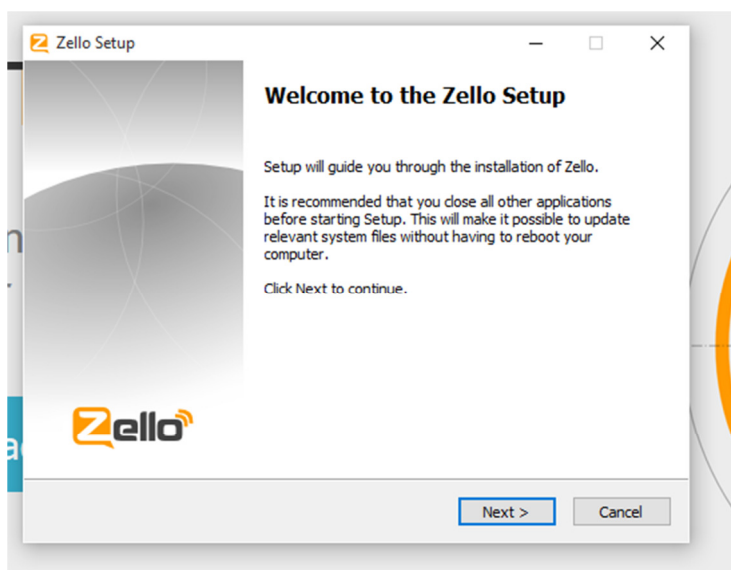 Zello Setup
Welcome to the Zello Setup
Setup will guide you through the installation of Zello.
It is recommended that you close all other applications
before starting Setup. This will make it possible to update
relevant system files without having to reboot your
computer.
Click Next to continue.
Zello
Next >
Cancel